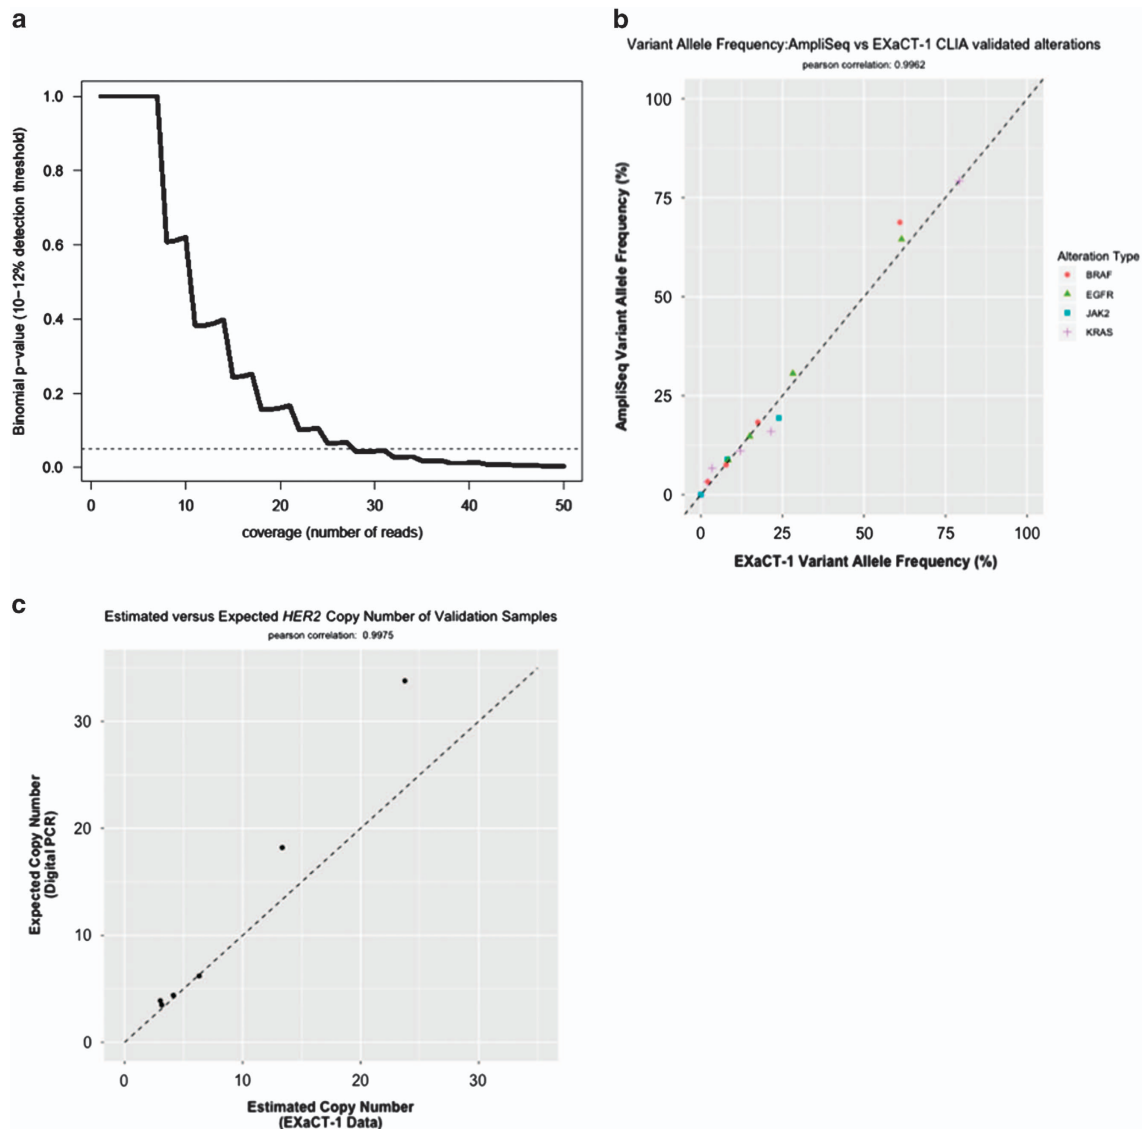 a
Binomial p-value (10-12% detection threshold)
1.0
0.8
0.6
0.4
0.2
0.0
0 10 20 30 40 50
coverage (number of reads)
b
Variant Allele Frequency:AmpliSeq vs EXaCT-1 CLIA validated alterations
pearson correlation: 0.9962
AmpliSeq Variant Allele Frequency (%)
100
75
50
25
0
0 25 50 75 100
EXaCT-1 Variant Allele Frequency (%)
Alteration Type
BRAF
EGFR
JAK2
KRAS
c
Estimated versus Expected HER2 Copy Number of Validation Samples
pearson correlation: 0.9975
Expected Copy Number
(Digital PCR)
30
20
10
0
0 10 20 30
Estimated Copy Number
(EXaCT-1 Data)